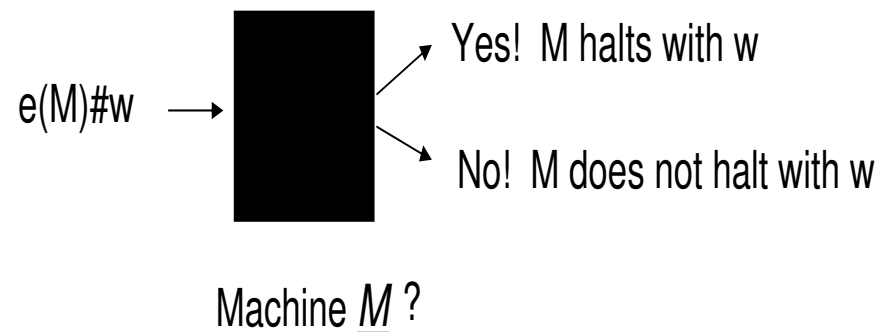 Yes! M halts with w
e(M)#w
No! M does not halt with w
Machine M ?